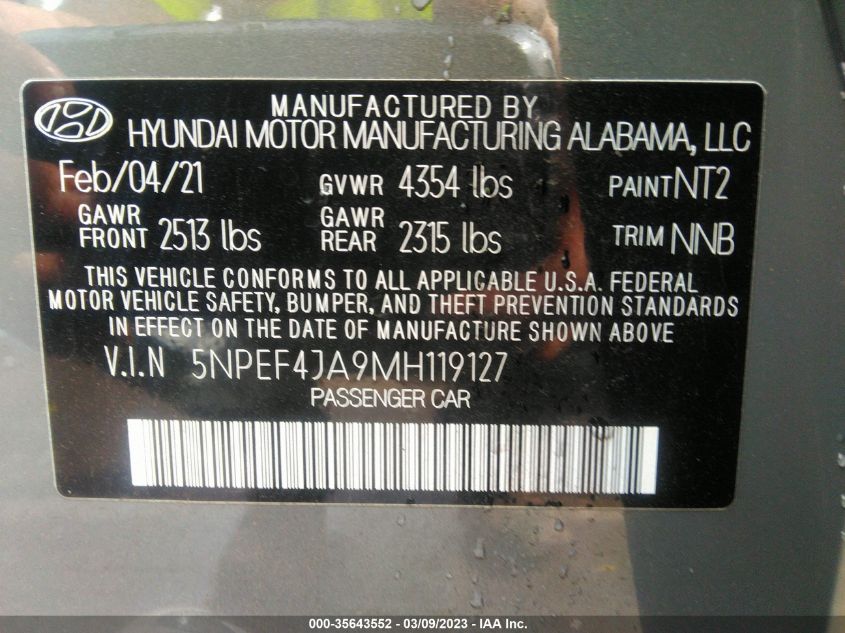 MANUFACTURED BY
HYUNDAI MOTOR MANUFACTURING ALABAMA, LLC
Feb/04/21 GVWR 4354 lbs PAINT NT2
GAWR FRONT 2513 lbs GAWR REAR 2315 lbs TRIM NNB
THIS VEHICLE CONFORMS TO ALL APPLICABLE U.S.A. FEDERAL
MOTOR VEHICLE SAFETY, BUMPER, AND THEFT PREVENTION STANDARDS
IN EFFECT ON THE DATE OF MANUFACTURE SHOWN ABOVE
V.I.N 5NPEF4JA9MH119127
PASSENGER CAR
000-35643552 — 03/09/2023 — IAA Inc.